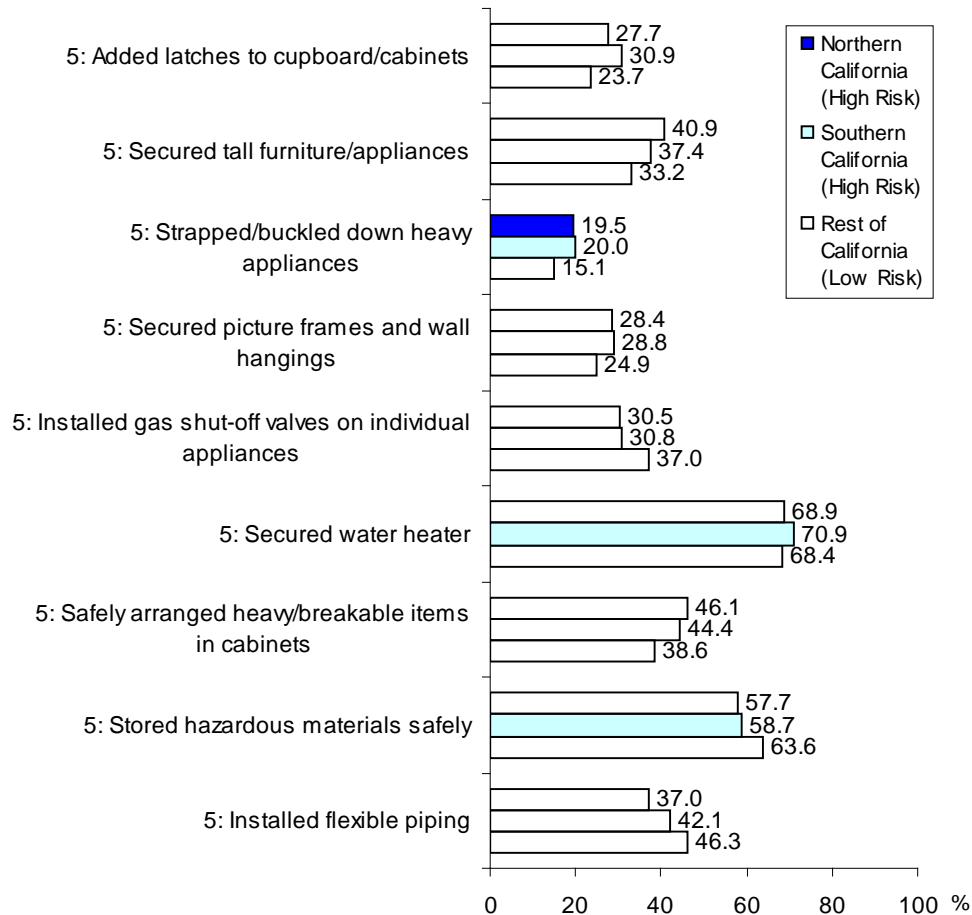 5: Added latches to cupboard/cabinets
27.7
30.9
23.7
5: Secured tall furniture/appliances
40.9
37.4
33.2
5: Strapped/buckled down heavy
appliances
19.5
20.0
15.1
5: Secured picture frames and wall
hangings
28.4
28.8
24.9
5: Installed gas shut-off valves on individual
appliances
30.5
30.8
37.0
5: Secured water heater
68.9
70.9
68.4
5: Safely arranged heavy/breakable items
in cabinets
46.1
44.4
38.6
5: Stored hazardous materials safely
57.7
58.7
63.6
5: Installed flexible piping
37.0
42.1
46.3
0 20 40 60 80 100 %
Northern
California
(High Risk)
Southern
California
(High Risk)
Rest of
California
(Low Risk)